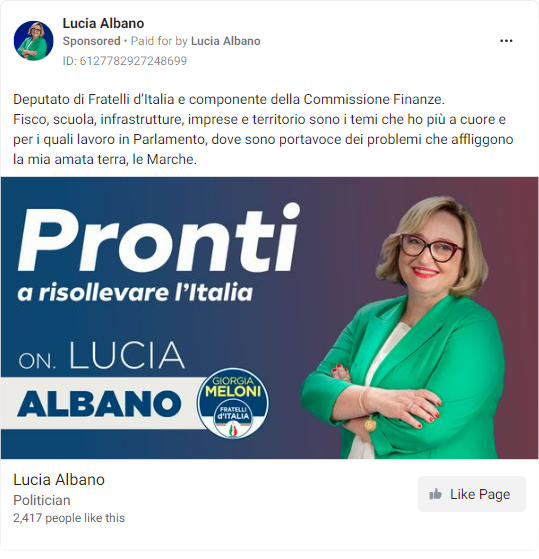 Lucia Albano
Sponsored • Paid for by Lucia Albano
ID: 6127782927248699
Deputato di Fratelli d'Italia e componente della Commissione Finanze.
Fisco, scuola, infrastrutture, imprese e territorio sono i temi che ho più a cuore e
per i quali lavoro in Parlamento, dove sono portavoce dei problemi che affliggono
la mia amata terra, le Marche.
Pronti
a risollevare l'Italia
ON. LUCIA
ALBANO
GIORGIA
MELONI
FRATELLI
d'ITALIA
Lucia Albano
Politician
2,417 people like this
Like Page